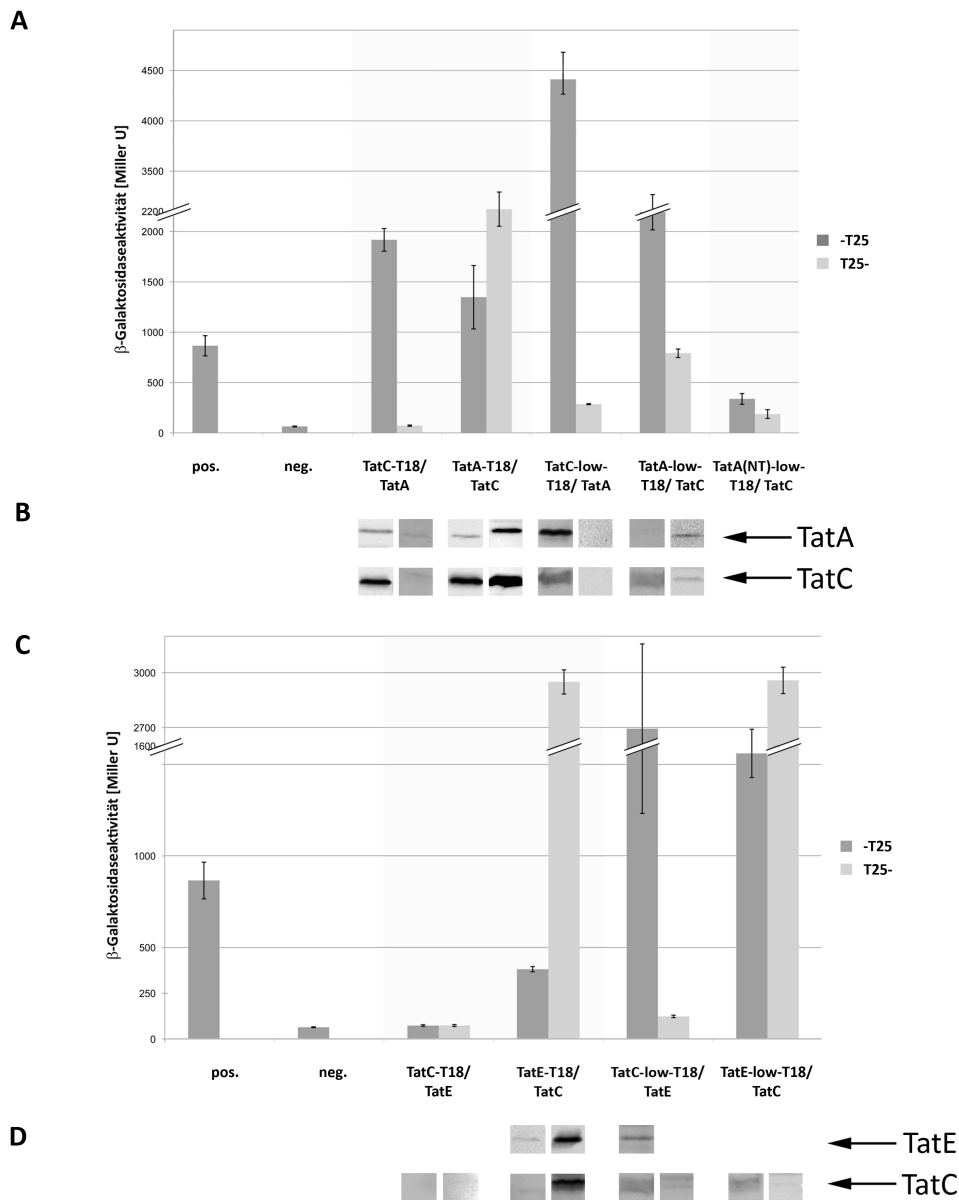 A
β-Galaktosidaseaktivität [Miller U]
4500
4000
3500
2200
2000
1500
1000
500
0
-T25
T25-
pos.
neg.
TatC-T18/
TatA
TatA-T18/
TatC
TatC-low-
T18/ TatA
TatA-low-
T18/ TatC
TatA(NT)-low-
T18/ TatC
B
TatA
TatC
C
β-Galaktosidaseaktivität [Miller U]
3000
2700
1600
1000
500
250
0
-T25
T25-
pos.
neg.
TatC-T18/
TatE
TatE-T18/
TatC
TatC-low-T18/
TatE
TatE-low-T18/
TatC
D
TatE
TatC